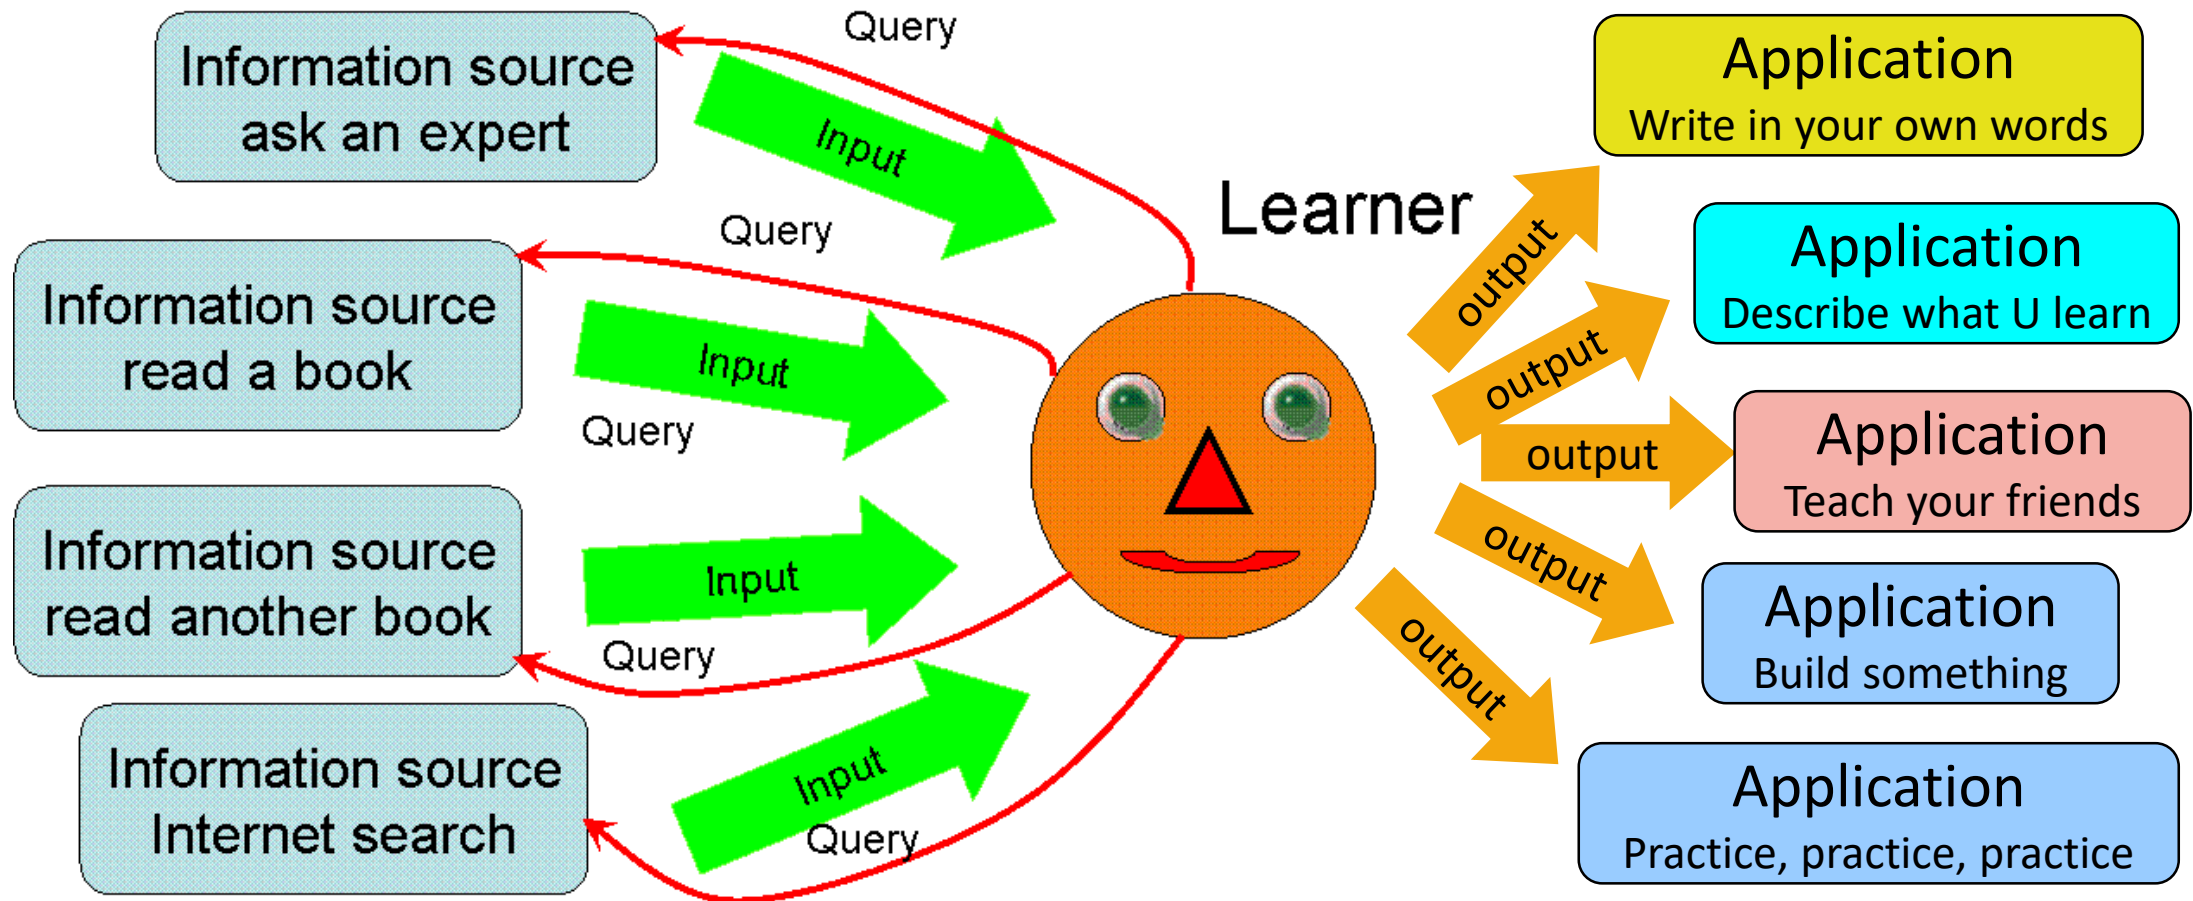 Query
Information source
ask an expert
Input
Query
Information source
read a book
Input
Query
Information source
read another book
Input
Query
Information source
Internet search
Input
Query
Learner
output
Application
Write in your own words
output
Application
Describe what U learn
output
Application
Teach your friends
output
Application
Build something
output
Application
Practice, practice, practice